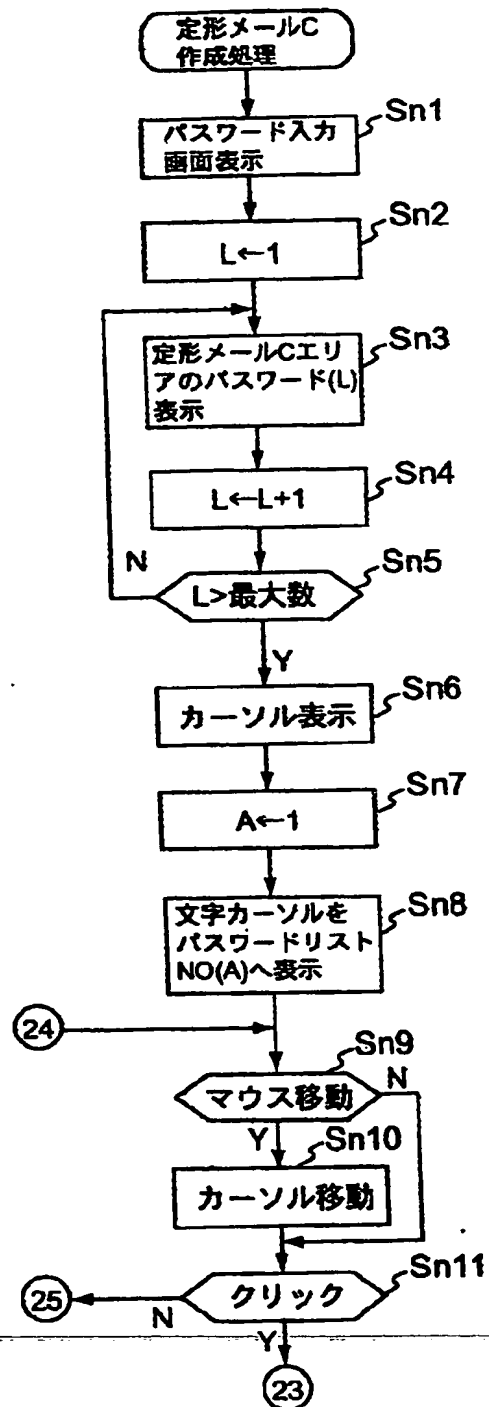 定形メールC
作成処理
Sn1
パスワード入力
画面表示
Sn2
L←1
Sn3
定形メールCエリ
アのパスワード(L)
表示
Sn4
L←L+1
N
Sn5
L>最大数
Y
Sn6
カーソル表示
Sn7
A←1
Sn8
文字カーソルを
パスワードリスト
NO(A)へ表示
24
Sn9
マウス移動
N
Y
Sn10
カーソル移動
Sn11
クリック
25
N
Y
23